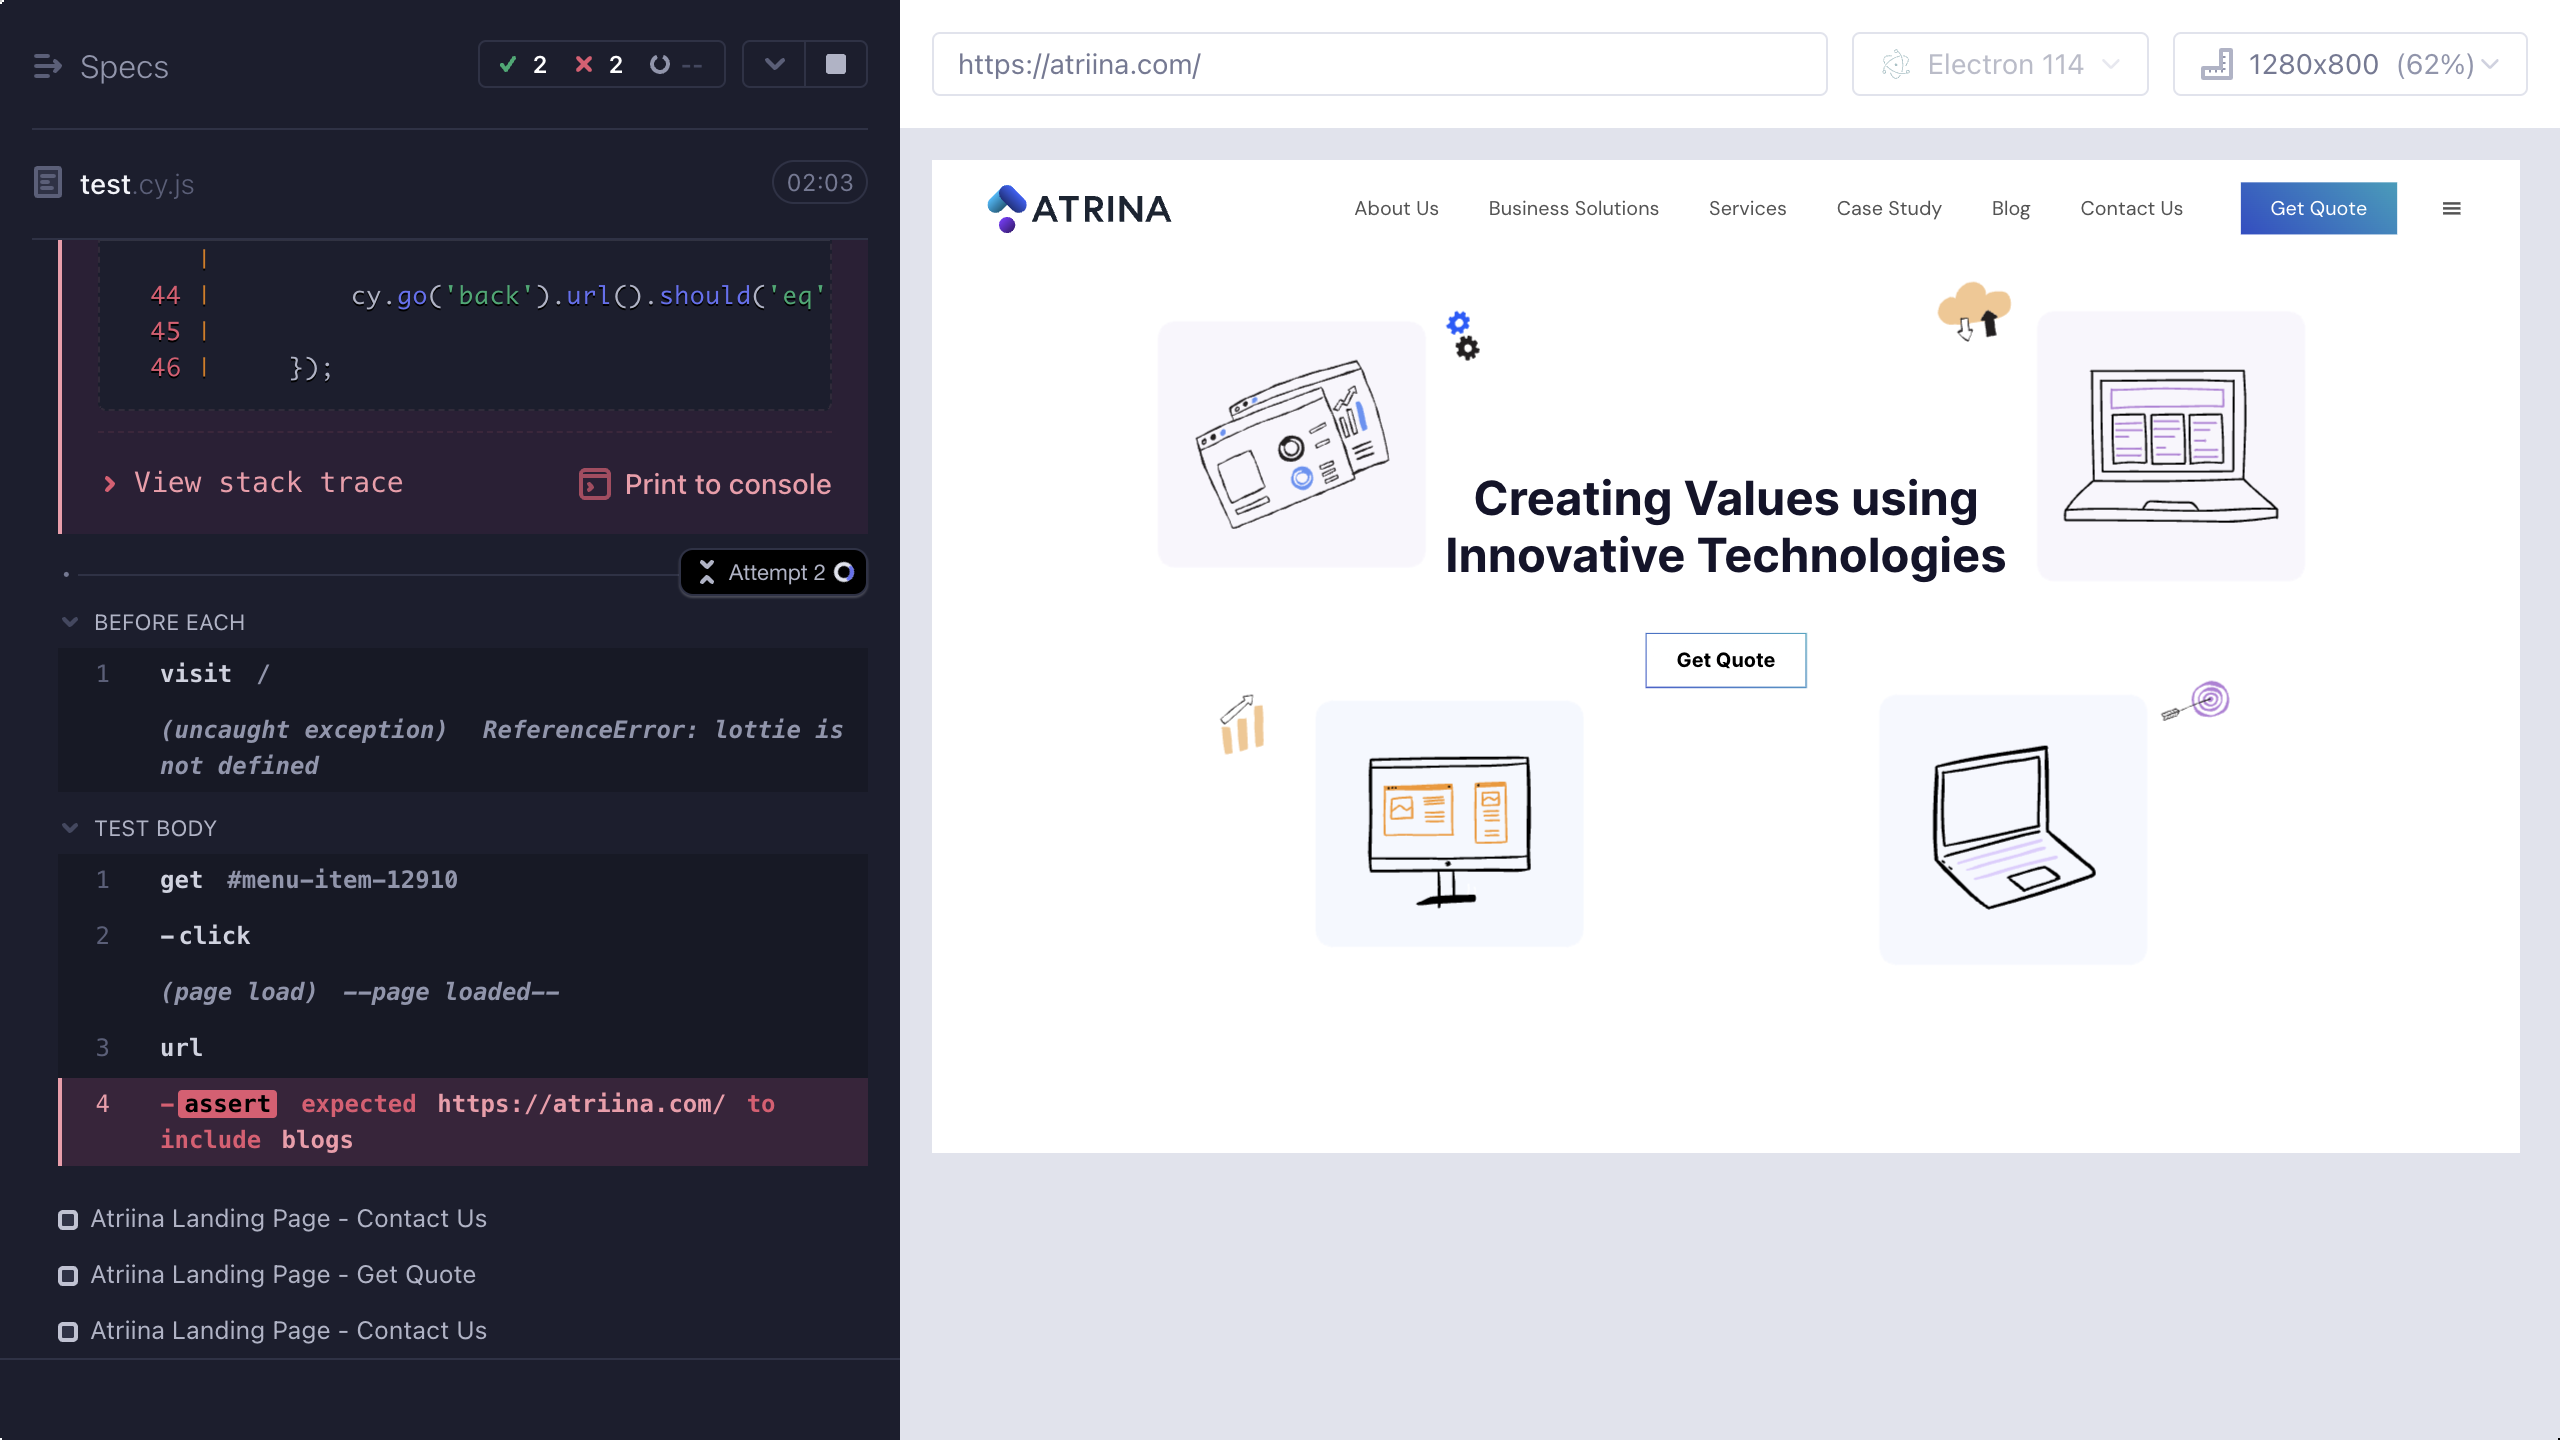 Specs
2
2
--
test.cy.js
02:03
|
44 | cy.go('back').url().should('eq'
45 |
46 | });
View stack trace
Print to console
Attempt 2
BEFORE EACH
1 visit /
(uncaught exception) ReferenceError: lottie is
not defined
TEST BODY
1 get #menu-item-12910
2 -click
(page load) --page loaded--
3 url
4 -assert expected https://atriina.com/ to
include blogs
Atriina Landing Page - Contact Us
Atriina Landing Page - Get Quote
Atriina Landing Page - Contact Us
https://atriina.com/
Electron 114
1280x800 (62%)
ATRINA
About Us
Business Solutions
Services
Case Study
Blog
Contact Us
Get Quote
Creating Values using
Innovative Technologies
Get Quote